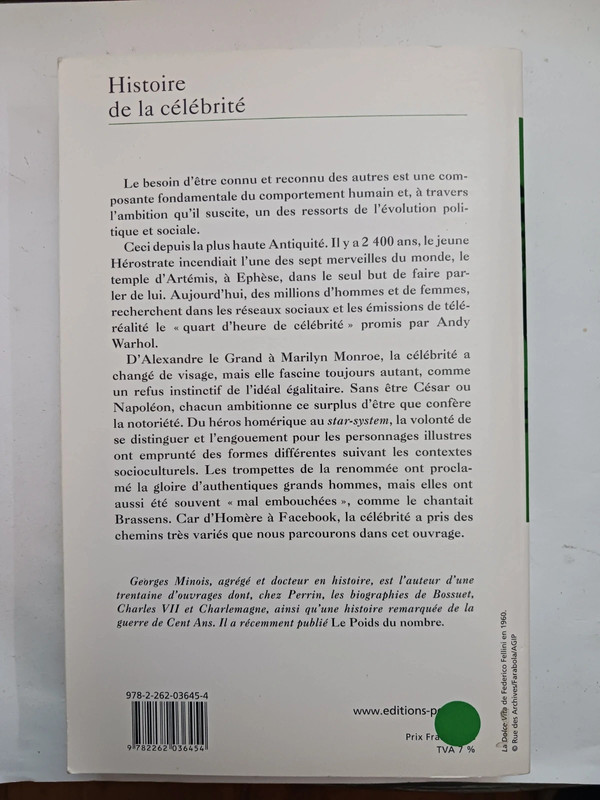 Histoire
de la célébrité
Le besoin d'être connu et reconnu des autres est une com-
posante fondamentale du comportement humain et, à travers
l'ambition qu'il suscite, un des ressorts de l'évolution poli-
tique et sociale.
Ceci depuis la plus haute Antiquité. Il y a 2 400 ans, le jeune
Hérostrate incendiait l'une des sept merveilles du monde, le
temple d'Artémis, à Ephèse, dans le seul but de faire par-
ler de lui. Aujourd'hui, des millions d'hommes et de femmes,
recherchent dans les réseaux sociaux et les émissions de télé-
réalité le « quart d'heure de célébrité » promis par Andy
Warhol.
D'Alexandre le Grand à Marilyn Monroe, la célébrité a
changé de visage, mais elle fascine toujours autant, comme
un refus instinctif de l'idéal égalitaire. Sans être César ou
Napoléon, chacun ambitionne ce surplus d'être que confère
la notoriété. Du héros homérique au star-system, la volonté de
se distinguer et l'engouement pour les personnages illustres
ont emprunté des formes différentes suivant les contextes
socioculturels. Les trompettes de la renommée ont procla-
mé la gloire d'authentiques grands hommes, mais elles ont
aussi été souvent « mal embouchées », comme le chantait
Brassens. Car d'Homère à Facebook, la célébrité a pris des
chemins très variés que nous parcourons dans cet ouvrage.
Georges Minois, agrégé et docteur en histoire, est l'auteur d'une
trentaine d'ouvrages dont, chez Perrin, les biographies de Bossuet,
Charles VII et Charlemagne, ainsi qu'une histoire remarquée de la
guerre de Cent Ans. Il a récemment publié Le Poids du nombre.
978-2-262-03645-4
9 782262 036454
www.editions-p
Prix Fra
TVA 7 %
La Dolce Vita de Federico Fellini en 1960.
© Rue des Archives/Farabola/AGIP